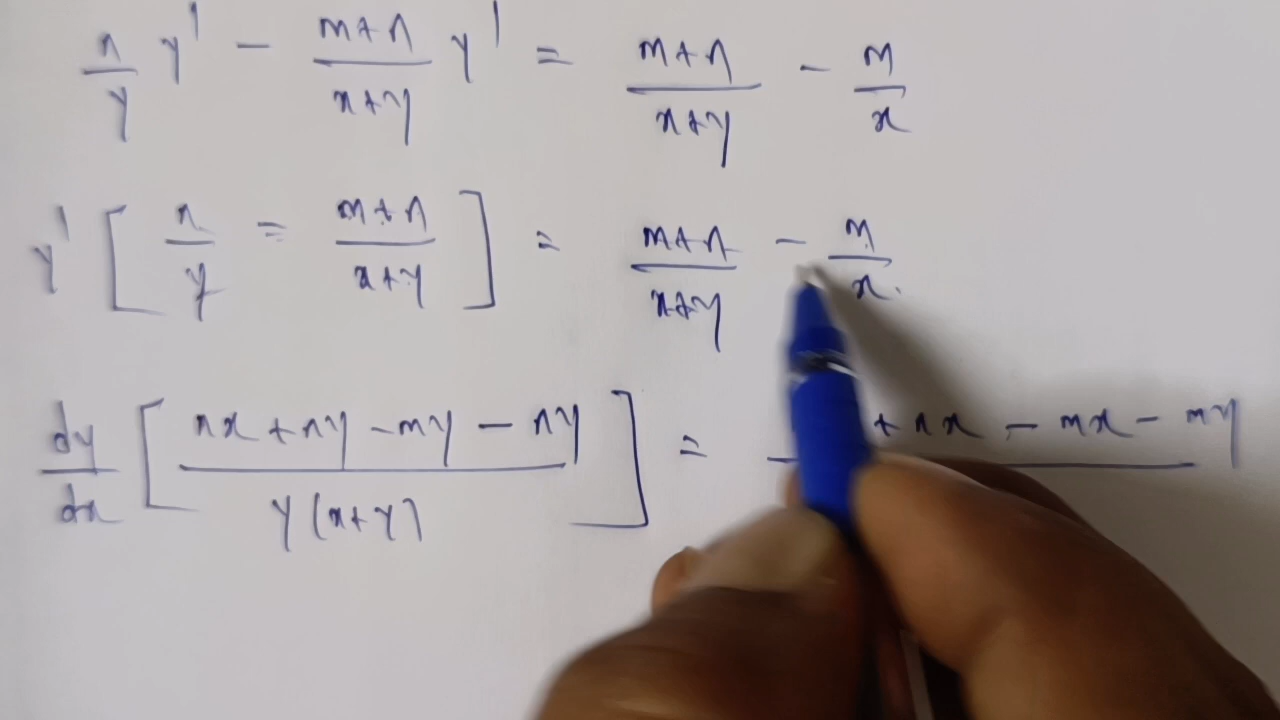 n/y y' - (m+n)/(x+y) y' = (m+n)/(x+y) - m/x
y' [ n/y = (m+n)/(x+y) ] = (m+n)/(x+y) - m/x
dy/dx [ (nx + ny - my - ny)/(y(x+y)) ] = + nx - mx - my